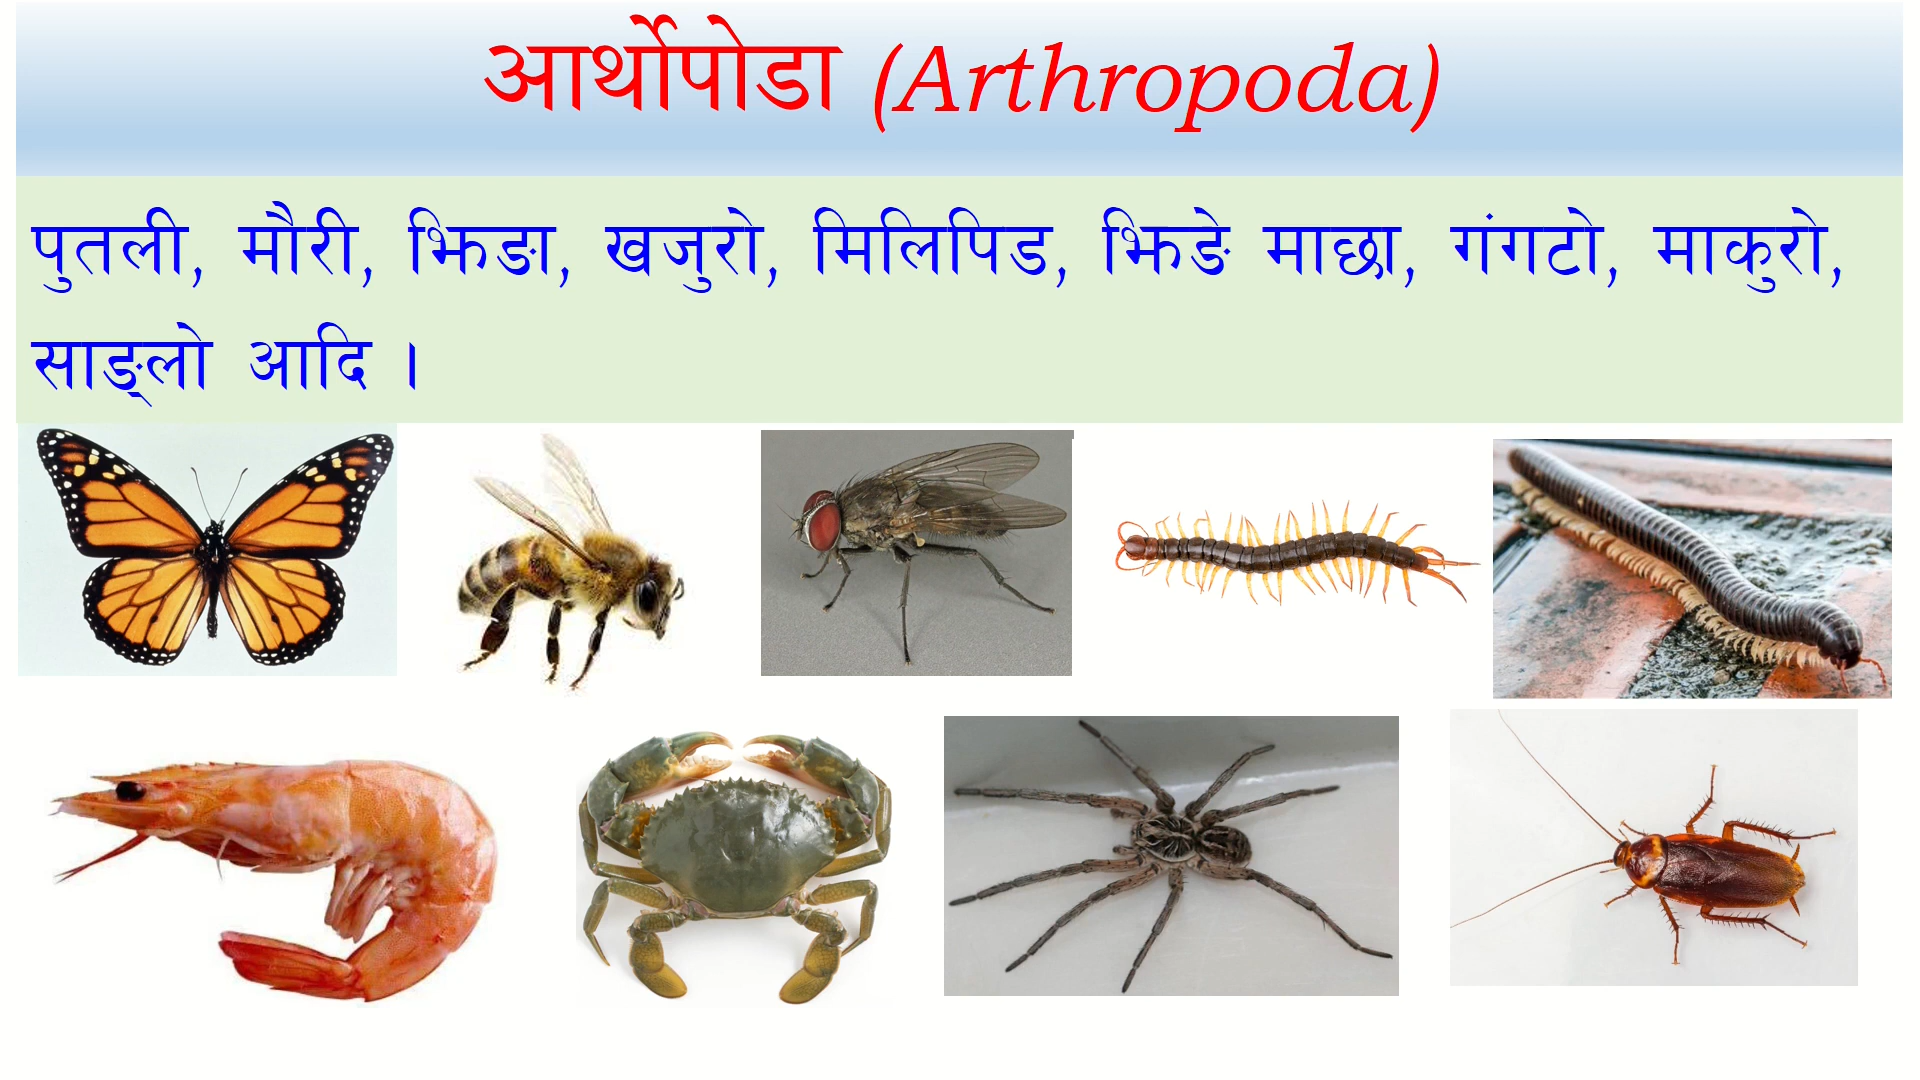 आर्थोपोडा (Arthropoda)
पुतली, मौरी, झिङा, खजुरो, मिलिपिड, झिङे माछा, गंगटो, माकुरो,
साङ्लो आदि ।